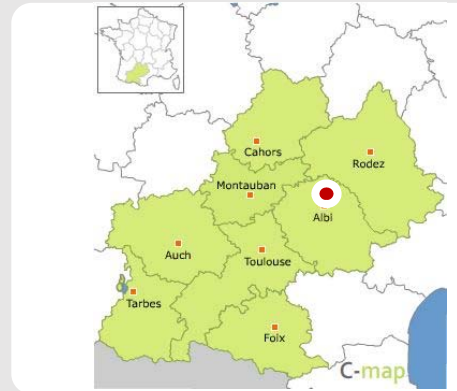 Cahors
Rodez
Montauban
Albi
Auch
Toulouse
Tarbes
Foix
C-map